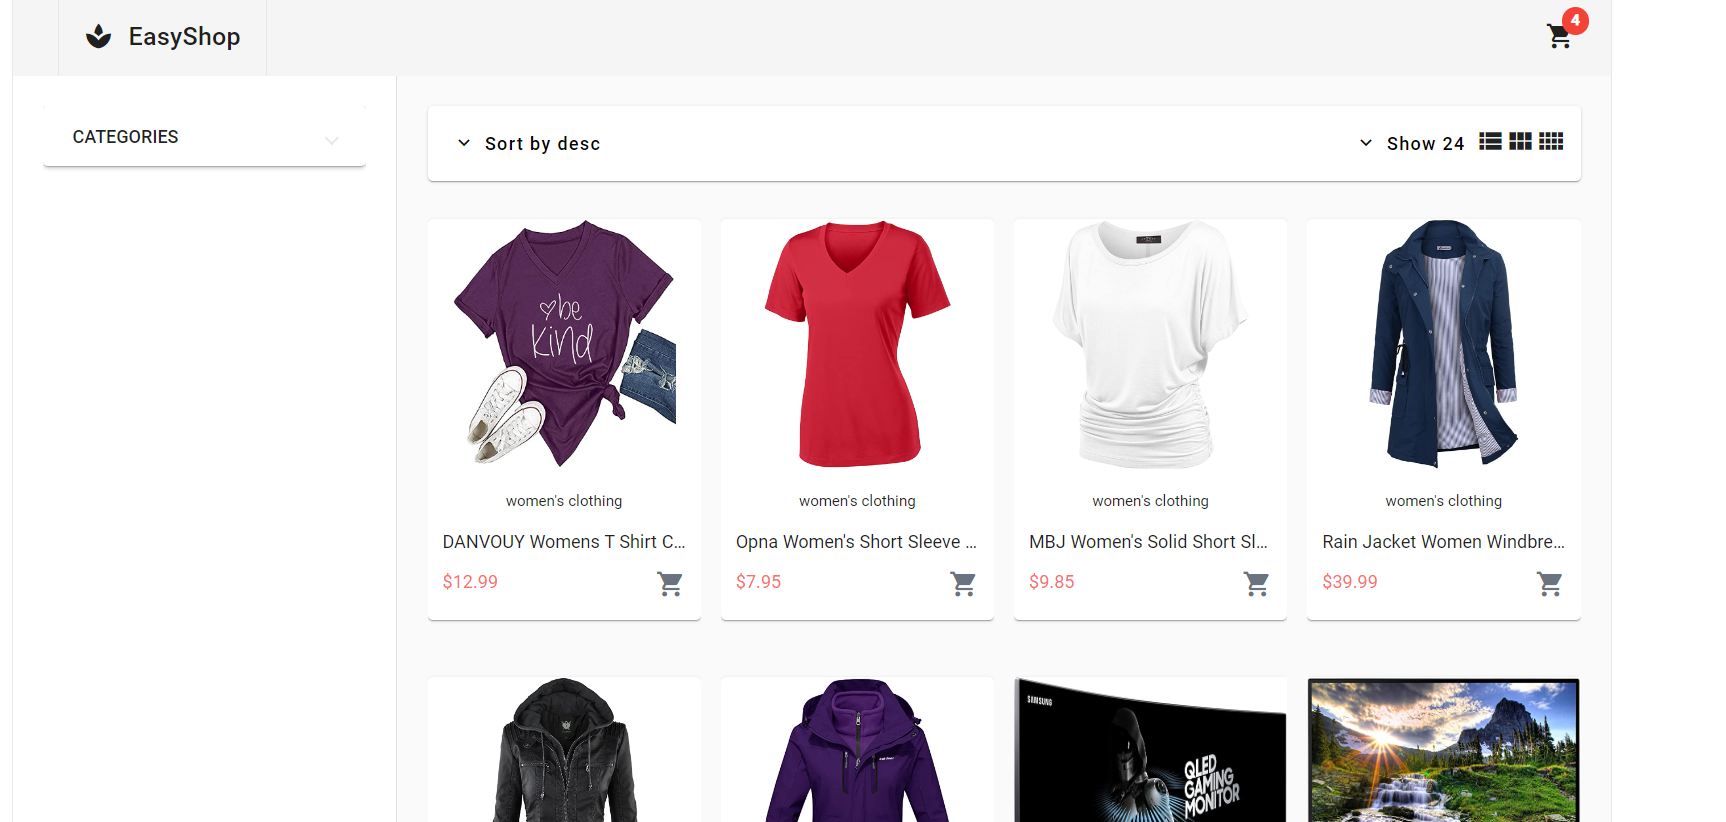 EasyShop
4
CATEGORIES
Sort by desc
Show 24
be
kind
women's clothing
women's clothing
women's clothing
women's clothing
DANVOUY Womens T Shirt C...
Opna Women's Short Sleeve ...
MBJ Women's Solid Short Sl...
Rain Jacket Women Windbre...
$12.99
$7.95
$9.85
$39.99
SAMSUNG
QLED
GAMING
MONITOR